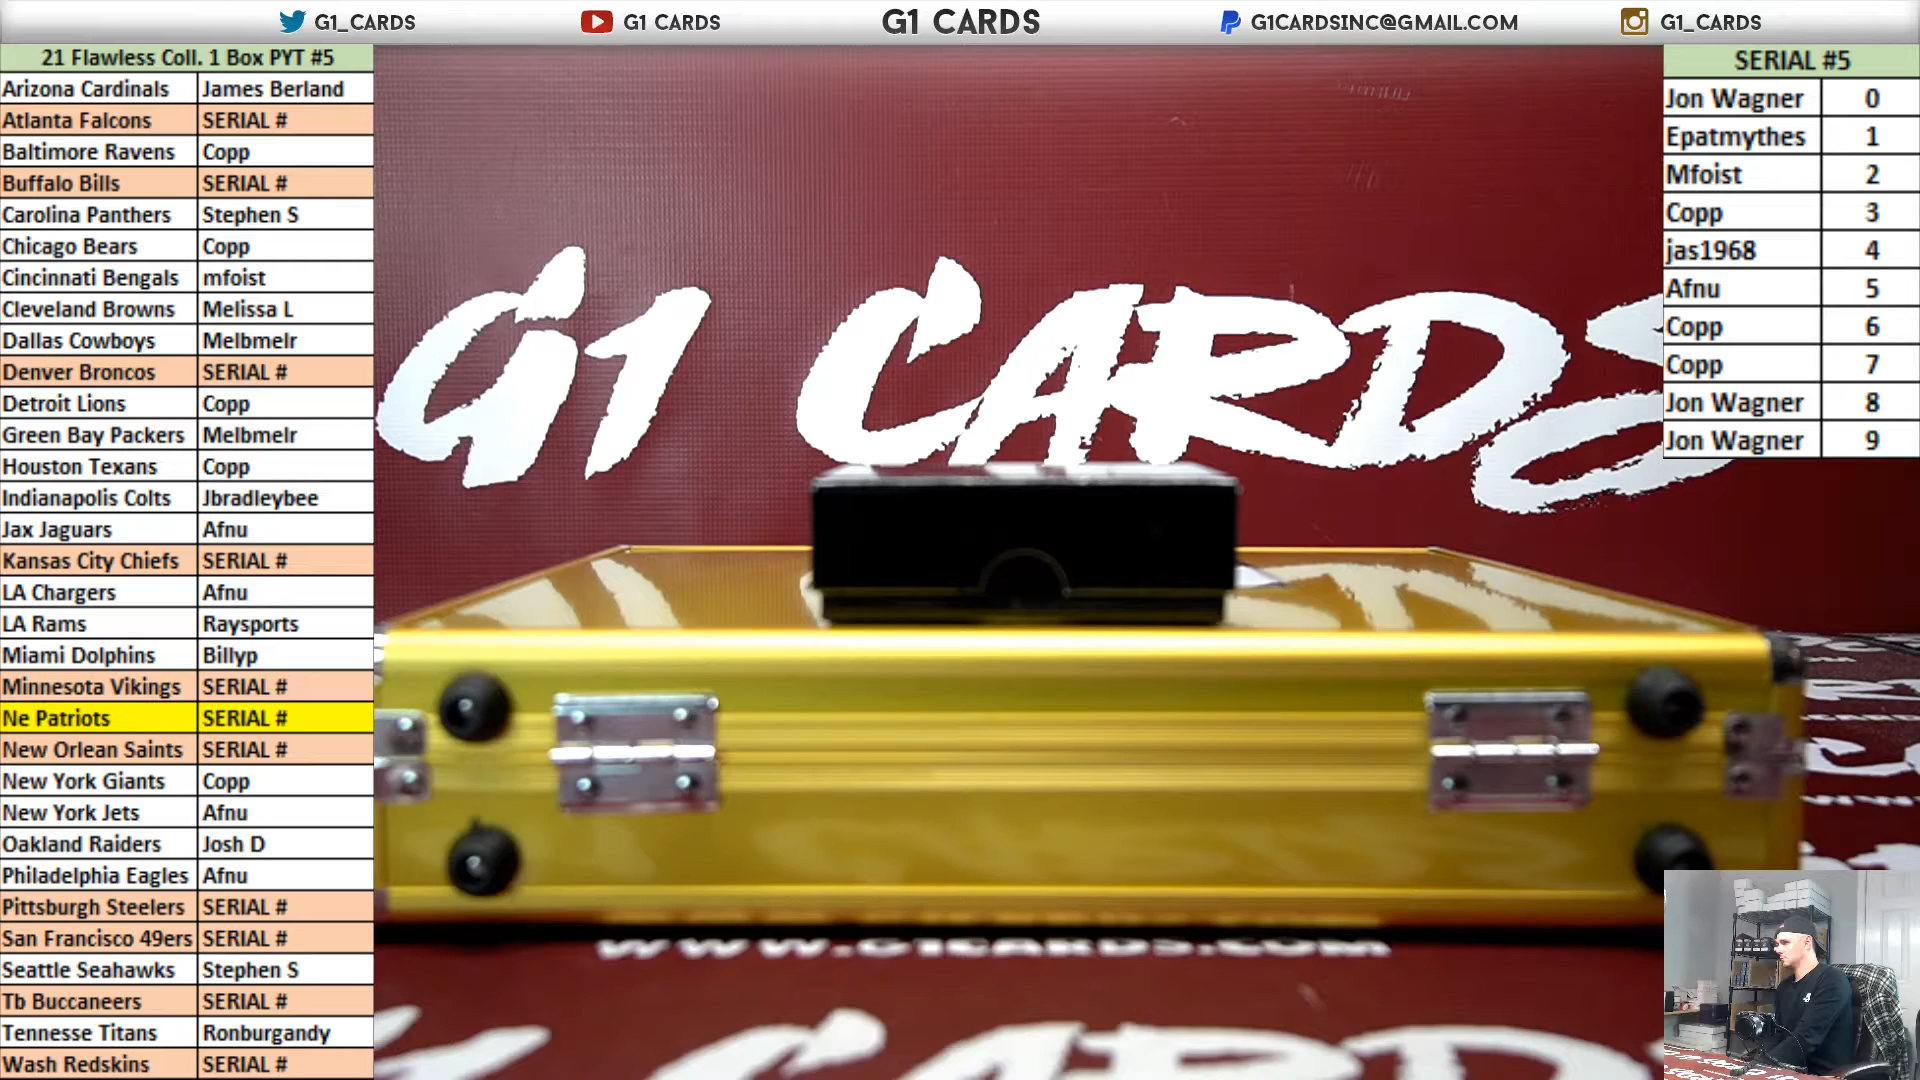 G1_CARDS
G1 CARDS
G1 CARDS
G1CARDSINC@GMAIL.COM
G1_CARDS
21 Flawless Coll. 1 Box PYT #5
Arizona Cardinals James Berland
Atlanta Falcons SERIAL #
Baltimore Ravens Copp
Buffalo Bills SERIAL #
Carolina Panthers Stephen S
Chicago Bears Copp
Cincinnati Bengals mfoist
Cleveland Browns Melissa L
Dallas Cowboys Melbmelr
Denver Broncos SERIAL #
Detroit Lions Copp
Green Bay Packers Melbmelr
Houston Texans Copp
Indianapolis Colts Jbradleybee
Jax Jaguars Afnu
Kansas City Chiefs SERIAL #
LA Chargers Afnu
LA Rams Raysports
Miami Dolphins Billyp
Minnesota Vikings SERIAL #
Ne Patriots SERIAL #
New Orlean Saints SERIAL #
New York Giants Copp
New York Jets Afnu
Oakland Raiders Josh D
Philadelphia Eagles Afnu
Pittsburgh Steelers SERIAL #
San Francisco 49ers SERIAL #
Seattle Seahawks Stephen S
Tb Buccaneers SERIAL #
Tennesse Titans Ronburgandy
Wash Redskins SERIAL #
G1 CARDS
WWW.G1CARDS.COM
SERIAL #5
Jon Wagner 0
Epatmythes 1
Mfoist 2
Copp 3
jas1968 4
Afnu 5
Copp 6
Copp 7
Jon Wagner 8
Jon Wagner 9